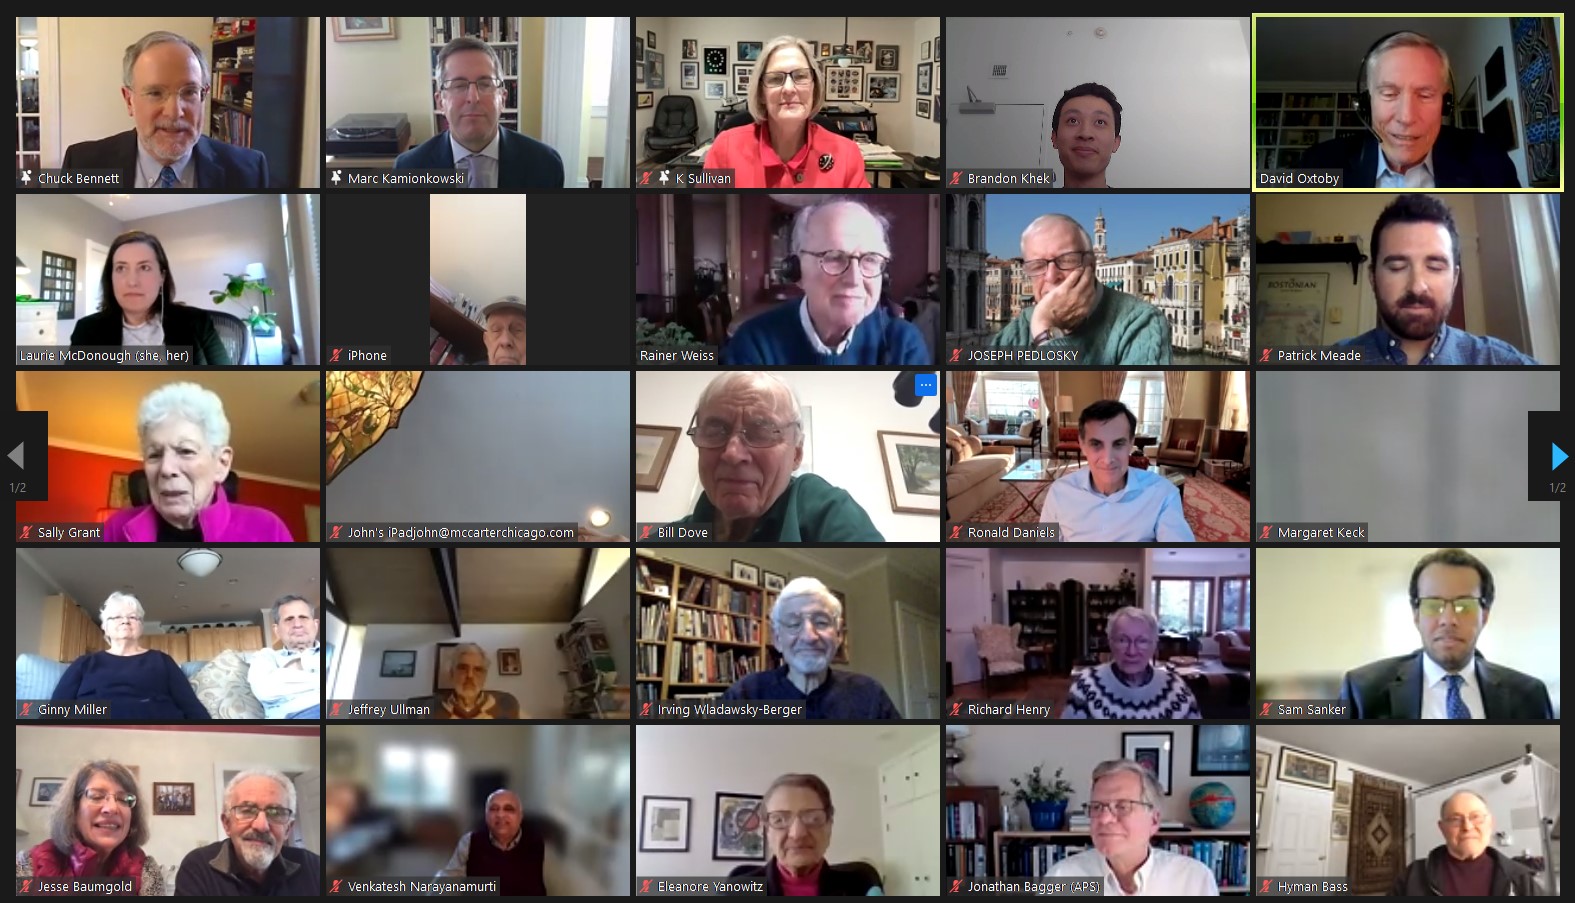 Chuck Bennett
Marc Kamionkowski
K Sullivan
Brandon Khek
David Oxtoby
Laurie McDonough (she, her)
iPhone
Rainer Weiss
JOSEPH PEDLOSKY
BOSTONIAN
Patrick Meade
Sally Grant
John's iPadjohn@mccarterchicago.com
Bill Dove
Ronald Daniels
Margaret Keck
1/2
1/2
Ginny Miller
Jeffrey Ullman
Irving Wladawsky-Berger
Richard Henry
Sam Sanker
Jesse Baumgold
Venkatesh Narayanamurti
Eleanore Yanowitz
Jonathan Bagger (APS)
Hyman Bass